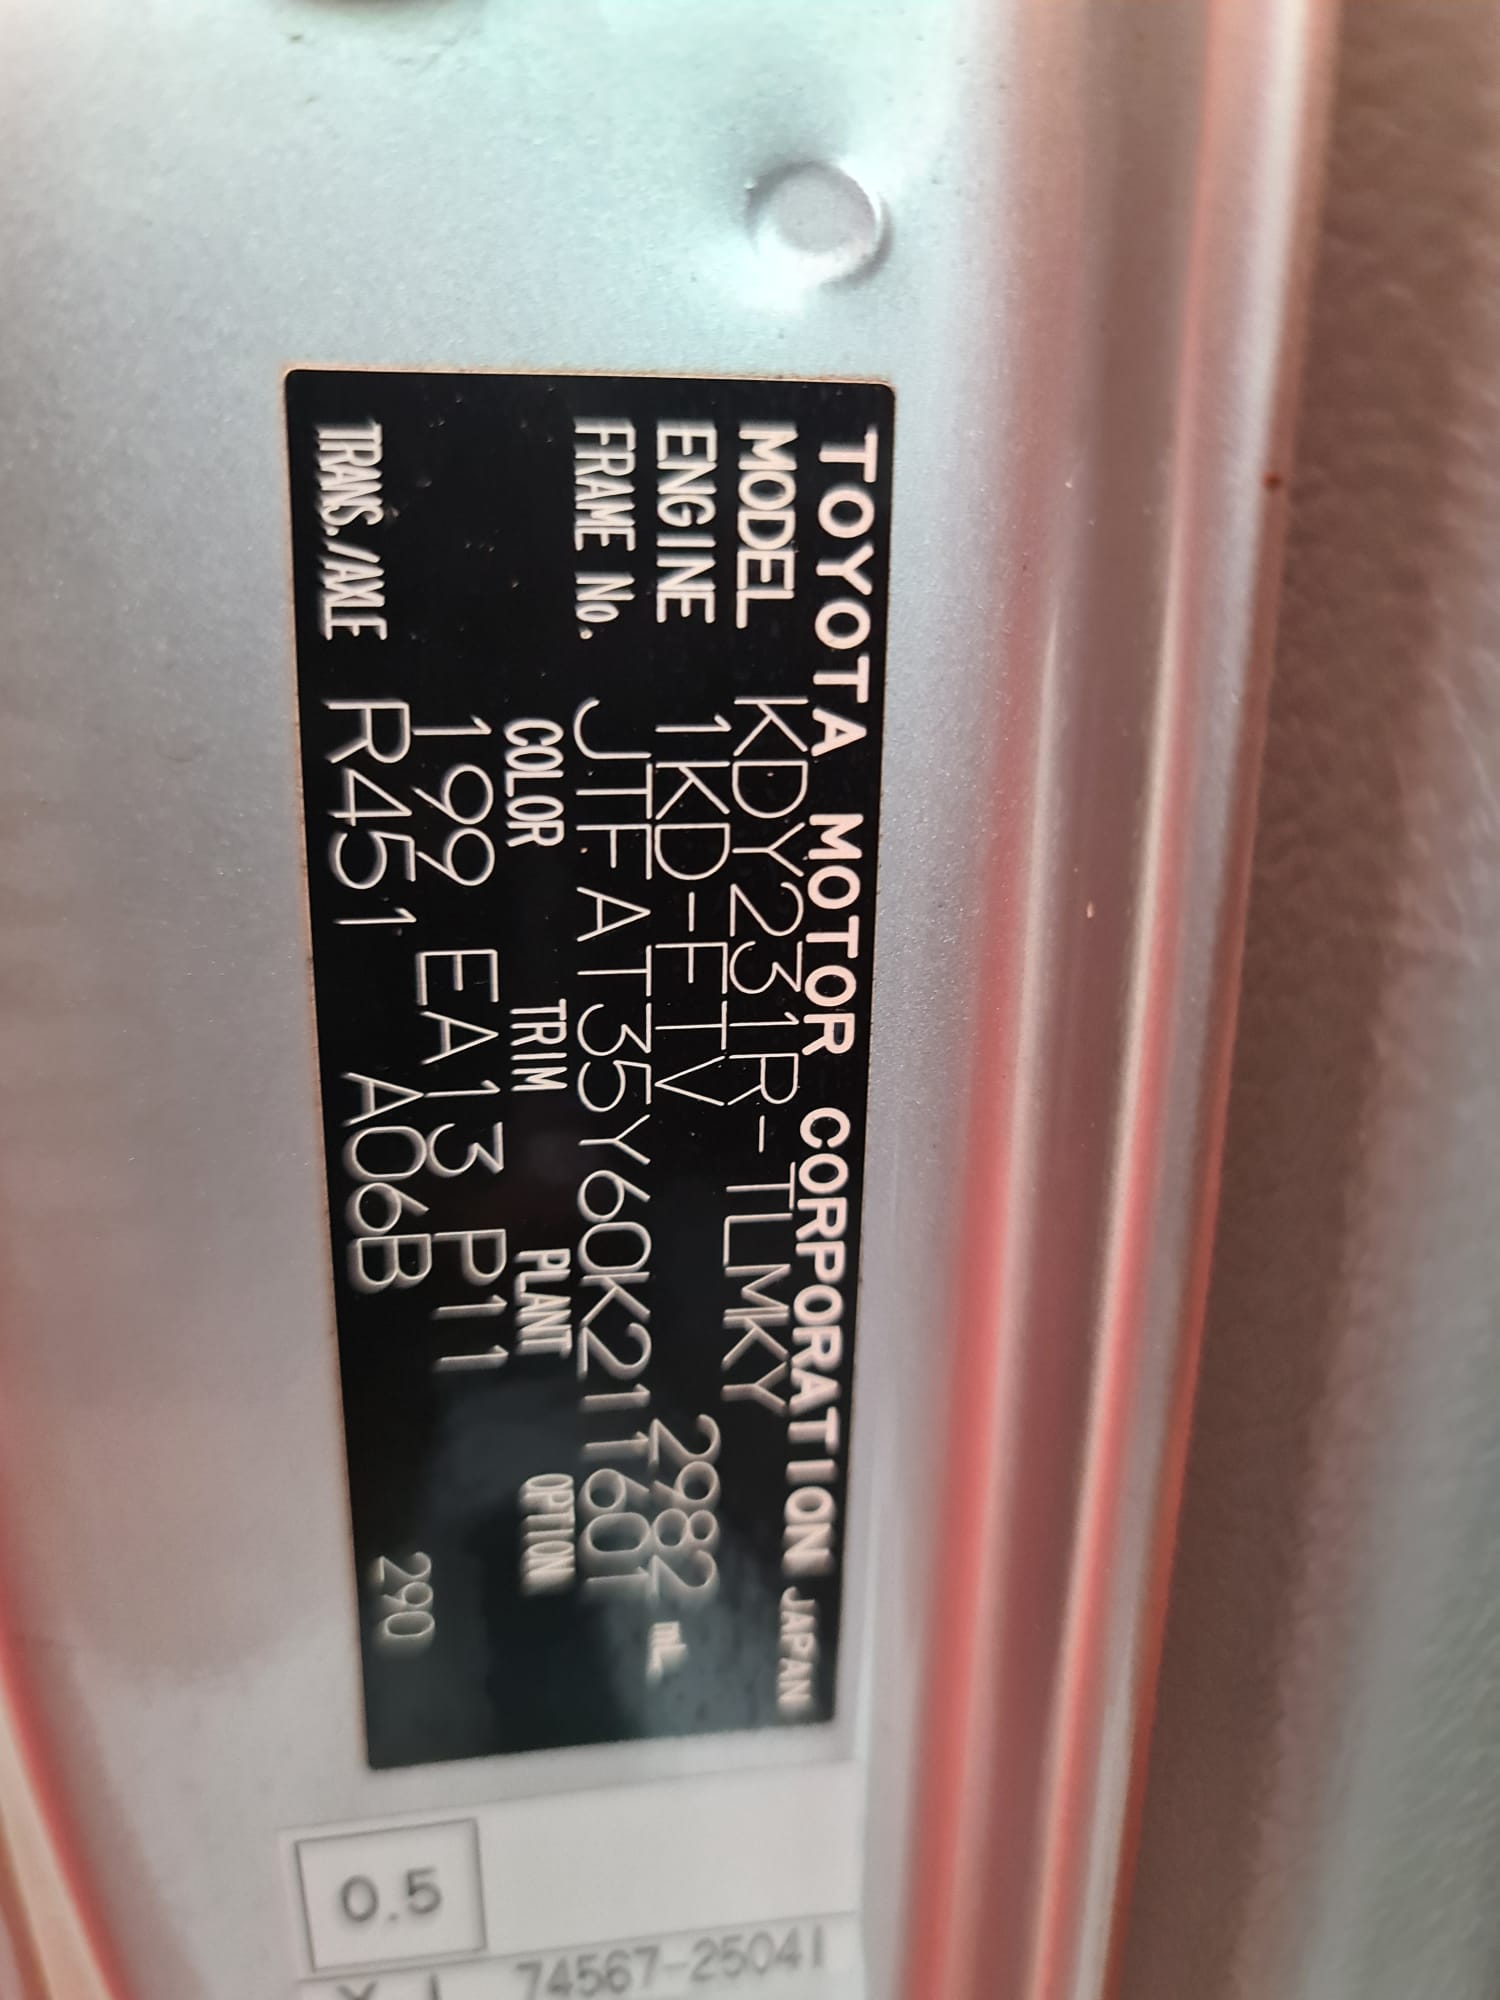 TOYOTA MOTOR CORPORATION JAPAN
MODEL KDY231R-TLMKY
ENGINE 1KD-FTV 2982 mL
FRAME No. JTFAT35Y60K211601
COLOR TRIM PLANT OPTION
199 EA13 P11
TRANS./AXLE R451 A06B 290
0.5
74567-25041